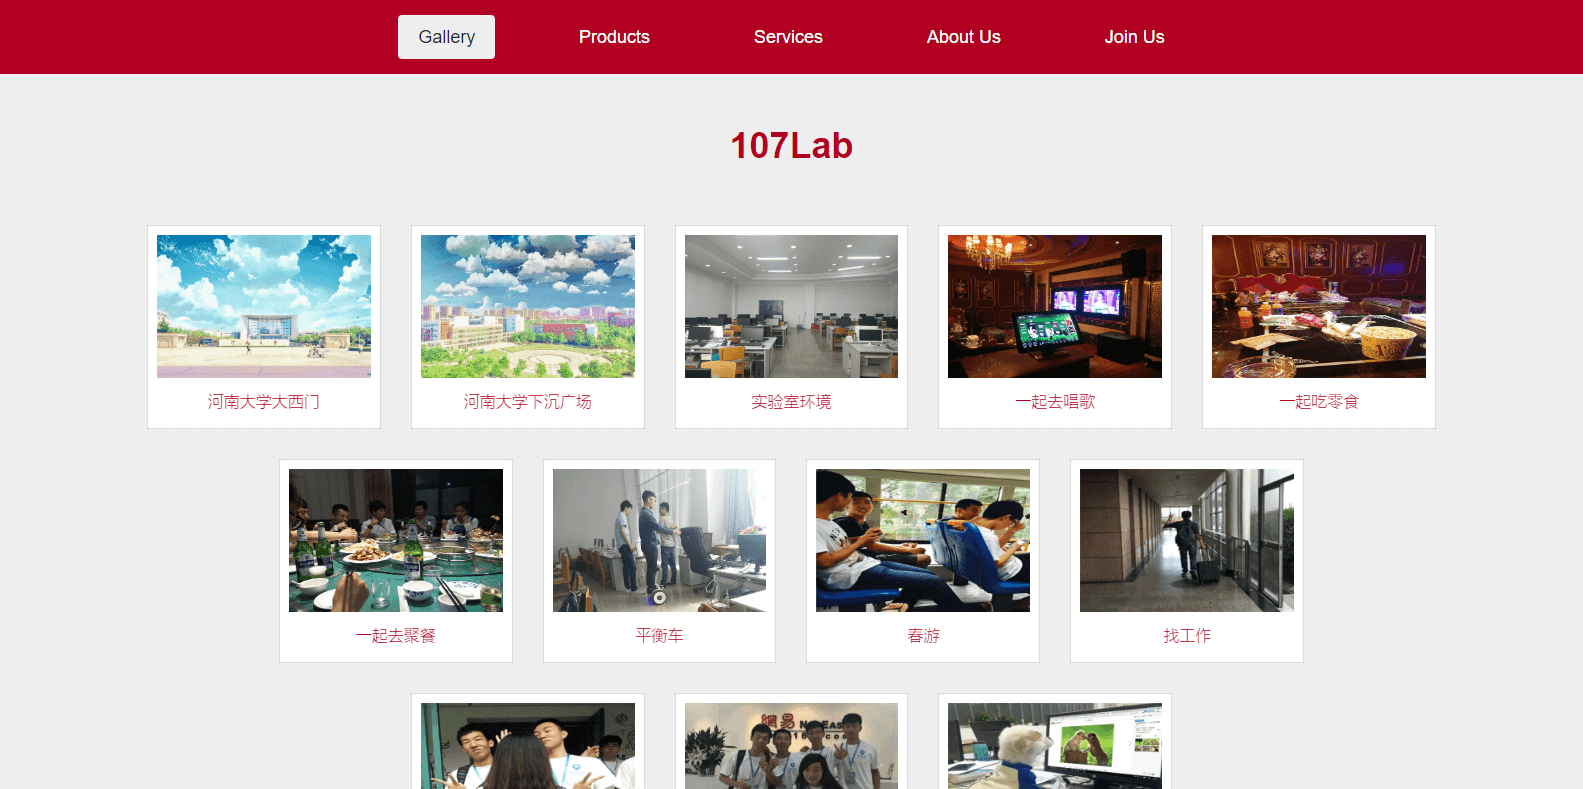 Gallery
Products
Services
About Us
Join Us
107Lab
河南大学大西门
河南大学下沉广场
实验室环境
一起去唱歌
一起吃零食
一起去聚餐
平衡车
春游
找工作
網易